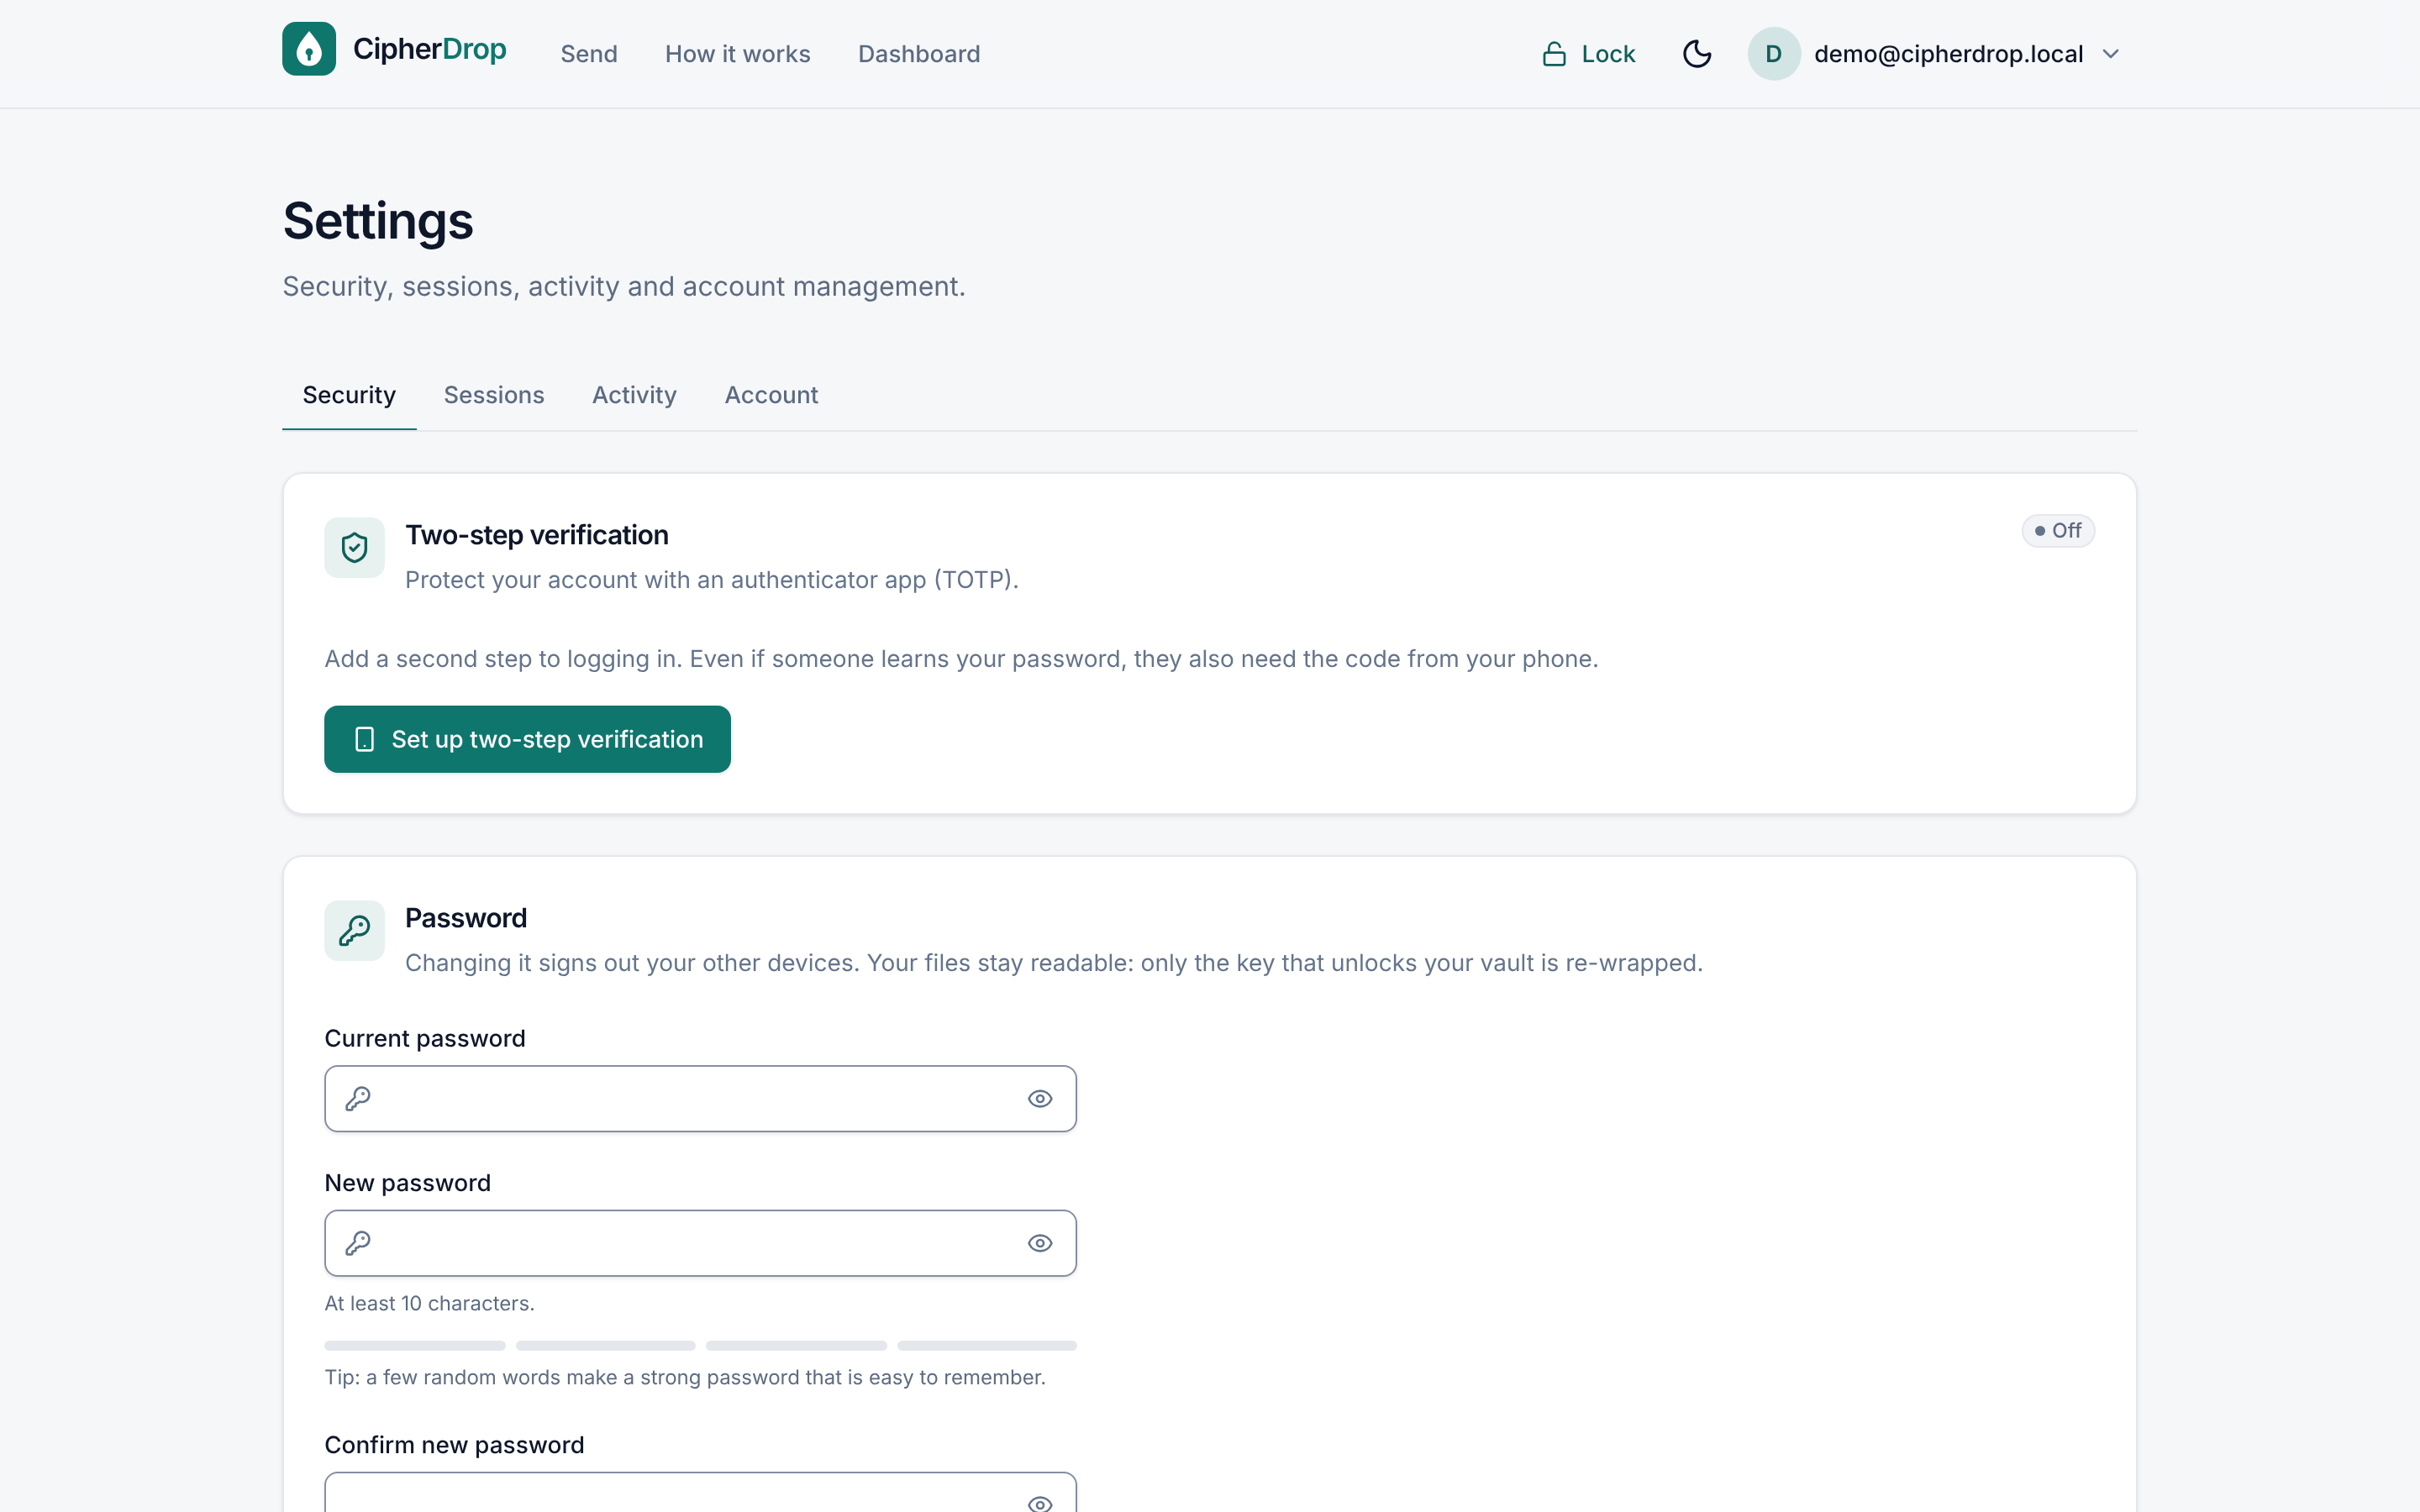 CipherDrop
Send
How it works
Dashboard
Lock
D
demo@cipherdrop.local
Settings
Security, sessions, activity and account management.
Security
Sessions
Activity
Account
Two-step verification
Off
Protect your account with an authenticator app (TOTP).
Add a second step to logging in. Even if someone learns your password, they also need the code from your phone.
Set up two-step verification
Password
Changing it signs out your other devices. Your files stay readable: only the key that unlocks your vault is re-wrapped.
Current password
New password
At least 10 characters.
Tip: a few random words make a strong password that is easy to remember.
Confirm new password